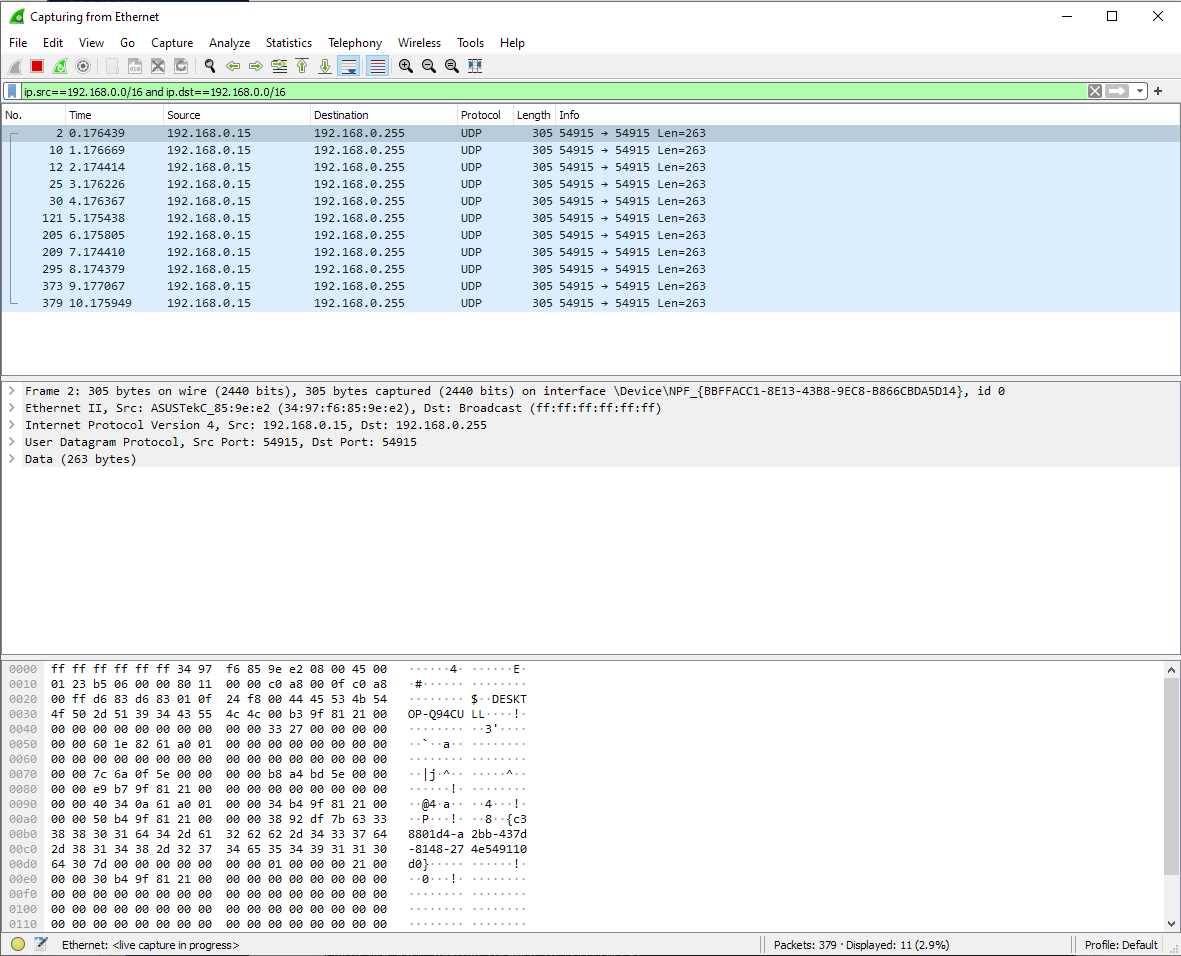 Capturing from Ethernet
File Edit View Go Capture Analyze Statistics Telephony Wireless Tools Help
ip.src==192.168.0.0/16 and ip.dst==192.168.0.0/16
No. Time Source Destination Protocol Length Info
2 0.176439 192.168.0.15 192.168.0.255 UDP 305 54915 → 54915 Len=263
10 1.176669 192.168.0.15 192.168.0.255 UDP 305 54915 → 54915 Len=263
12 2.174414 192.168.0.15 192.168.0.255 UDP 305 54915 → 54915 Len=263
25 3.176226 192.168.0.15 192.168.0.255 UDP 305 54915 → 54915 Len=263
30 4.176367 192.168.0.15 192.168.0.255 UDP 305 54915 → 54915 Len=263
121 5.175438 192.168.0.15 192.168.0.255 UDP 305 54915 → 54915 Len=263
205 6.175805 192.168.0.15 192.168.0.255 UDP 305 54915 → 54915 Len=263
209 7.174410 192.168.0.15 192.168.0.255 UDP 305 54915 → 54915 Len=263
295 8.174379 192.168.0.15 192.168.0.255 UDP 305 54915 → 54915 Len=263
373 9.177067 192.168.0.15 192.168.0.255 UDP 305 54915 → 54915 Len=263
379 10.175949 192.168.0.15 192.168.0.255 UDP 305 54915 → 54915 Len=263
Frame 2: 305 bytes on wire (2440 bits), 305 bytes captured (2440 bits) on interface \Device\NPF_{BBFFACC1-8E13-43B8-9EC8-B866CBDA5D14}, id 0
Ethernet II, Src: ASUSTekC_85:9e:e2 (34:97:f6:85:9e:e2), Dst: Broadcast (ff:ff:ff:ff:ff:ff)
Internet Protocol Version 4, Src: 192.168.0.15, Dst: 192.168.0.255
User Datagram Protocol, Src Port: 54915, Dst Port: 54915
Data (263 bytes)
0000 ff ff ff ff ff ff 34 97 f6 85 9e e2 08 00 45 00 ······4· ······E·
0010 01 23 b5 06 00 00 80 11 00 00 c0 a8 00 0f c0 a8 ·#······ ········
0020 00 ff d6 83 d6 83 01 0f 24 f8 00 44 45 53 4b 54 ········ $··DESKT
0030 4f 50 2d 51 39 34 43 55 4c 4c 00 b3 9f 81 21 00 OP-Q94CU LL····!·
0040 00 00 00 00 00 00 00 00 00 00 33 27 00 00 00 00 ········ ··3'····
0050 00 00 60 1e 82 61 a0 01 00 00 00 00 00 00 00 00 ··`··a·· ········
0060 00 00 00 00 00 00 00 00 00 00 00 00 00 00 00 00 ········ ········
0070 00 00 7c 6a 0f 5e 00 00 00 00 b8 a4 bd 5e 00 00 ··|j·^·· ·····^··
0080 00 00 e9 b7 9f 81 21 00 00 00 00 00 00 00 00 00 ······!· ········
0090 00 00 40 34 0a 61 a0 01 00 00 34 b4 9f 81 21 00 ··@4·a·· ··4···!·
00a0 00 00 50 b4 9f 81 21 00 00 00 38 92 df 7b 63 33 ··P···!· ··8··{c3
00b0 38 38 30 31 64 34 2d 61 32 62 62 2d 34 33 37 64 8801d4-a 2bb-437d
00c0 2d 38 31 34 38 2d 32 37 34 65 35 34 39 31 31 30 -8148-27 4e549110
00d0 64 30 7d 00 00 00 00 00 00 00 01 00 00 00 21 00 d0}····· ······!·
00e0 00 00 30 b4 9f 81 21 00 00 00 00 00 00 00 00 00 ··0···!· ········
00f0 00 00 00 00 00 00 00 00 00 00 00 00 00 00 00 00 ········ ········
0100 00 00 00 00 00 00 00 00 00 00 00 00 00 00 00 00 ········ ········
0110 00 00 00 00 00 00 00 00 00 00 00 00 00 00 00 00 ········ ········
Ethernet: <live capture in progress> Packets: 379 · Displayed: 11 (2.9%) Profile: Default